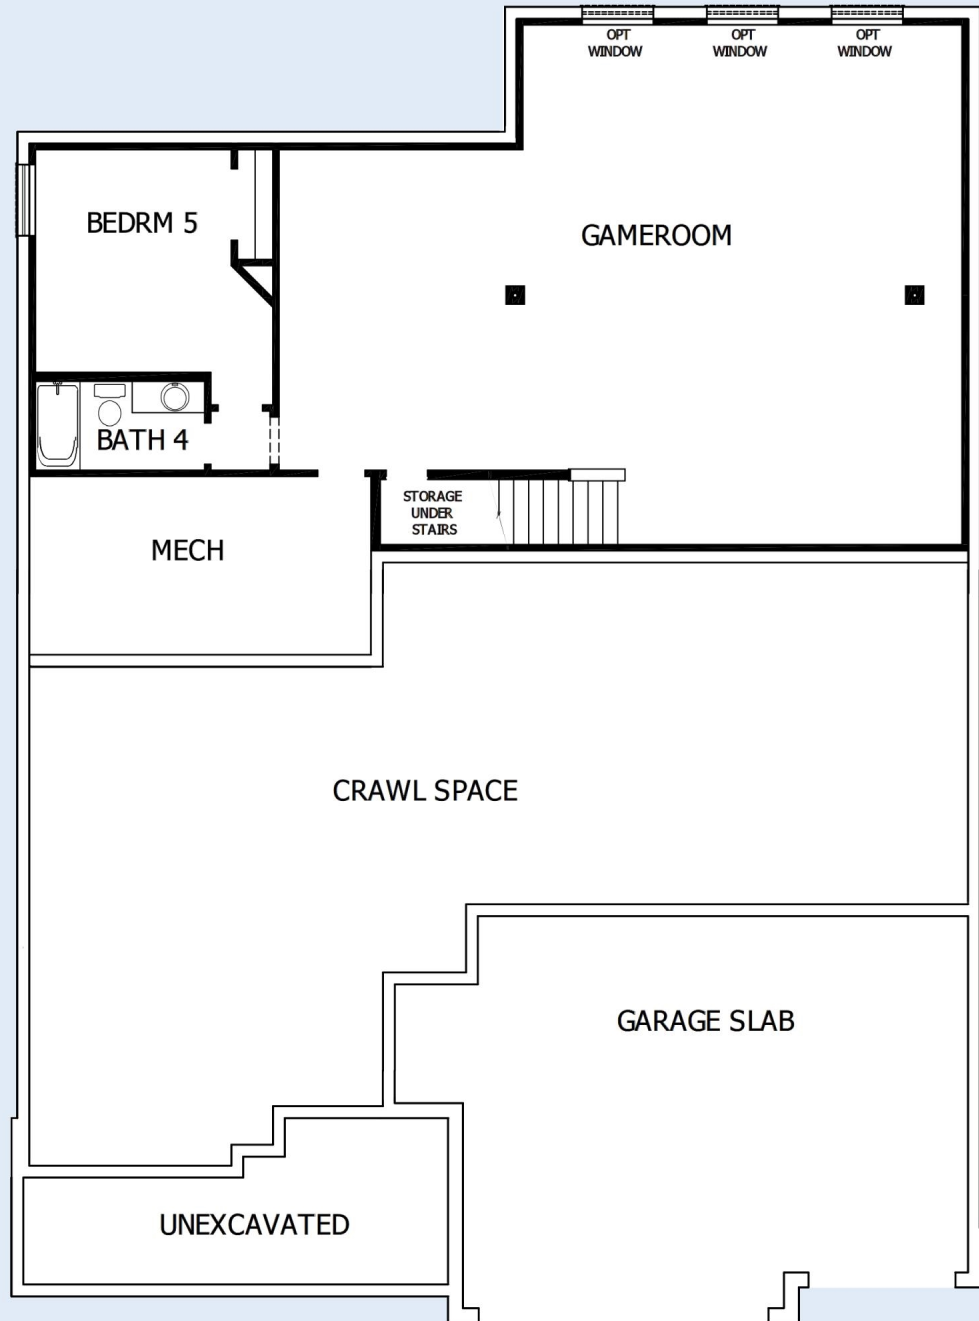 OPT
WINDOW
OPT
WINDOW
OPT
WINDOW
BEDRM 5
GAMEROOM
BATH 4
STORAGE
UNDER
STAIRS
MECH
CRAWL SPACE
GARAGE SLAB
UNEXCAVATED